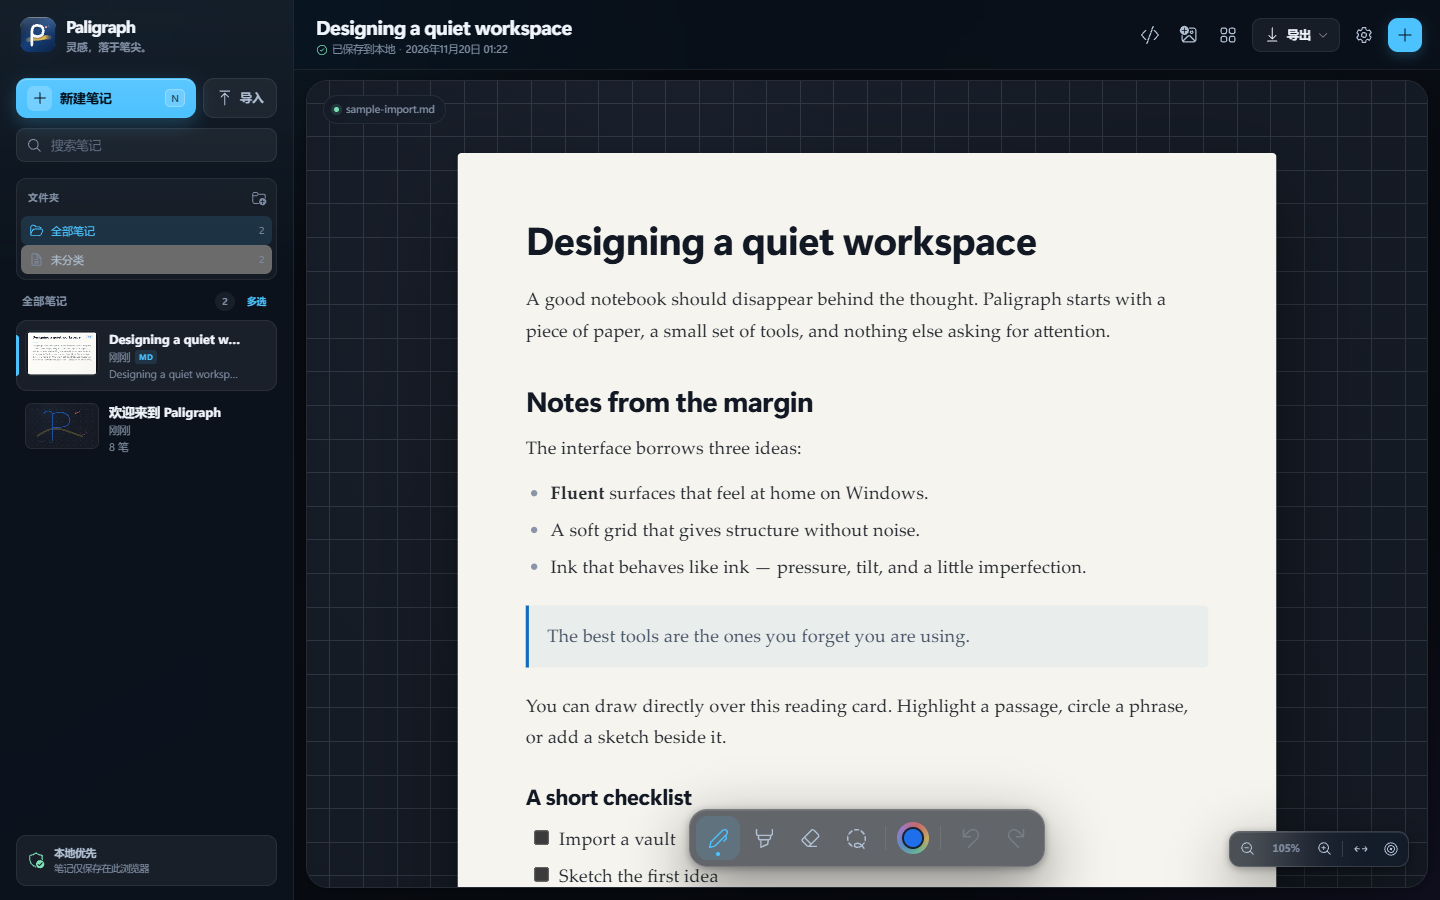 Paligraph
灵感，落于笔尖。
新建笔记
N
导入
搜索笔记
文件夹
全部笔记
2
未分类
2
全部笔记
2
多选
Designing a quiet w...
刚刚
MD
Designing a quiet worksp...
欢迎来到 Paligraph
刚刚
8 笔
本地优先
笔记仅保存在此浏览器
Designing a quiet workspace
已保存到本地 · 2026年11月20日 01:22
导出
sample-import.md
Designing a quiet workspace
A good notebook should disappear behind the thought. Paligraph starts with a
piece of paper, a small set of tools, and nothing else asking for attention.
Notes from the margin
The interface borrows three ideas:
Fluent surfaces that feel at home on Windows.
A soft grid that gives structure without noise.
Ink that behaves like ink — pressure, tilt, and a little imperfection.
The best tools are the ones you forget you are using.
You can draw directly over this reading card. Highlight a passage, circle a phrase,
or add a sketch beside it.
A short checklist
Import a vault
Sketch the first idea
105%